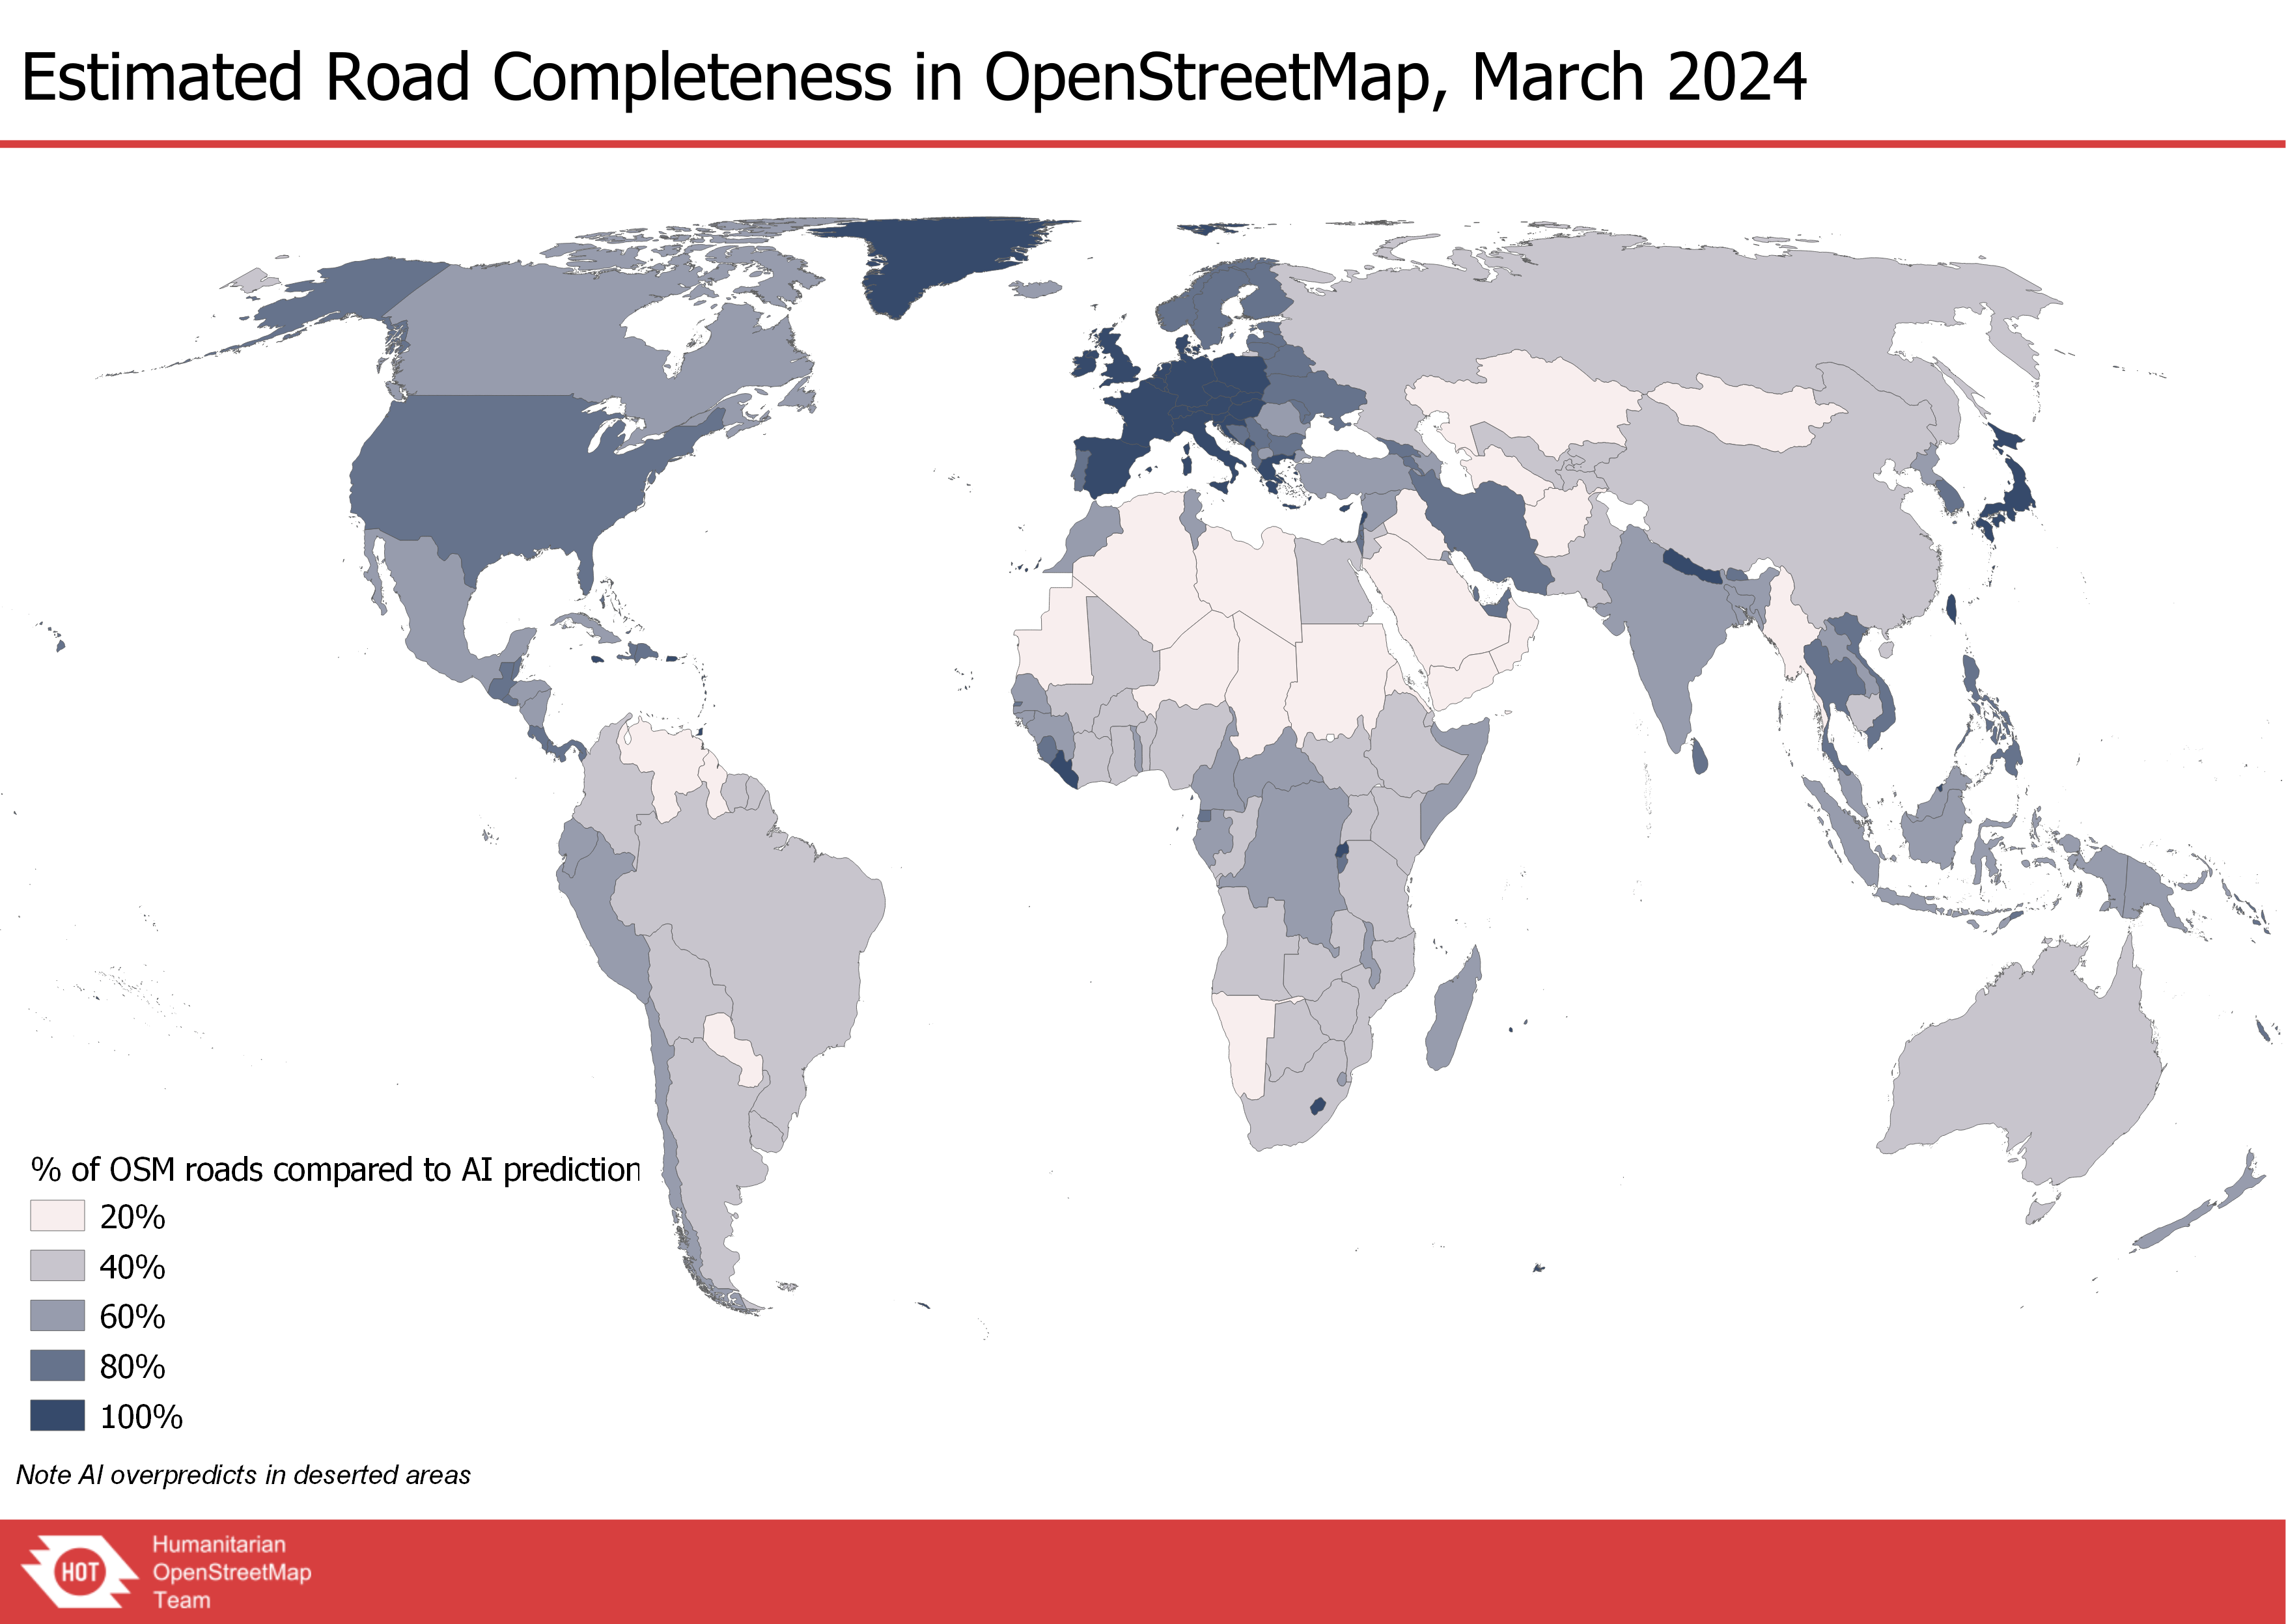 Estimated Road Completeness in OpenStreetMap, March 2024
% of OSM roads compared to AI prediction
20%
40%
60%
80%
100%
Note AI overpredicts in deserted areas
HOT
Humanitarian
OpenStreetMap
Team